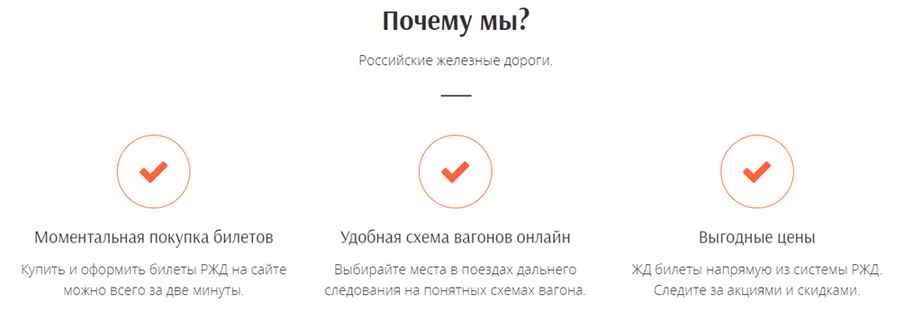 Почему мы?
Российские железные дороги.
Моментальная покупка билетов
Купить и оформить билеты РЖД на сайте
можно всего за две минуты.
Удобная схема вагонов онлайн
Выбирайте места в поездах дальнего
следования на понятных схемах вагона.
Выгодные цены
ЖД билеты напрямую из системы РЖД.
Следите за акциями и скидками.